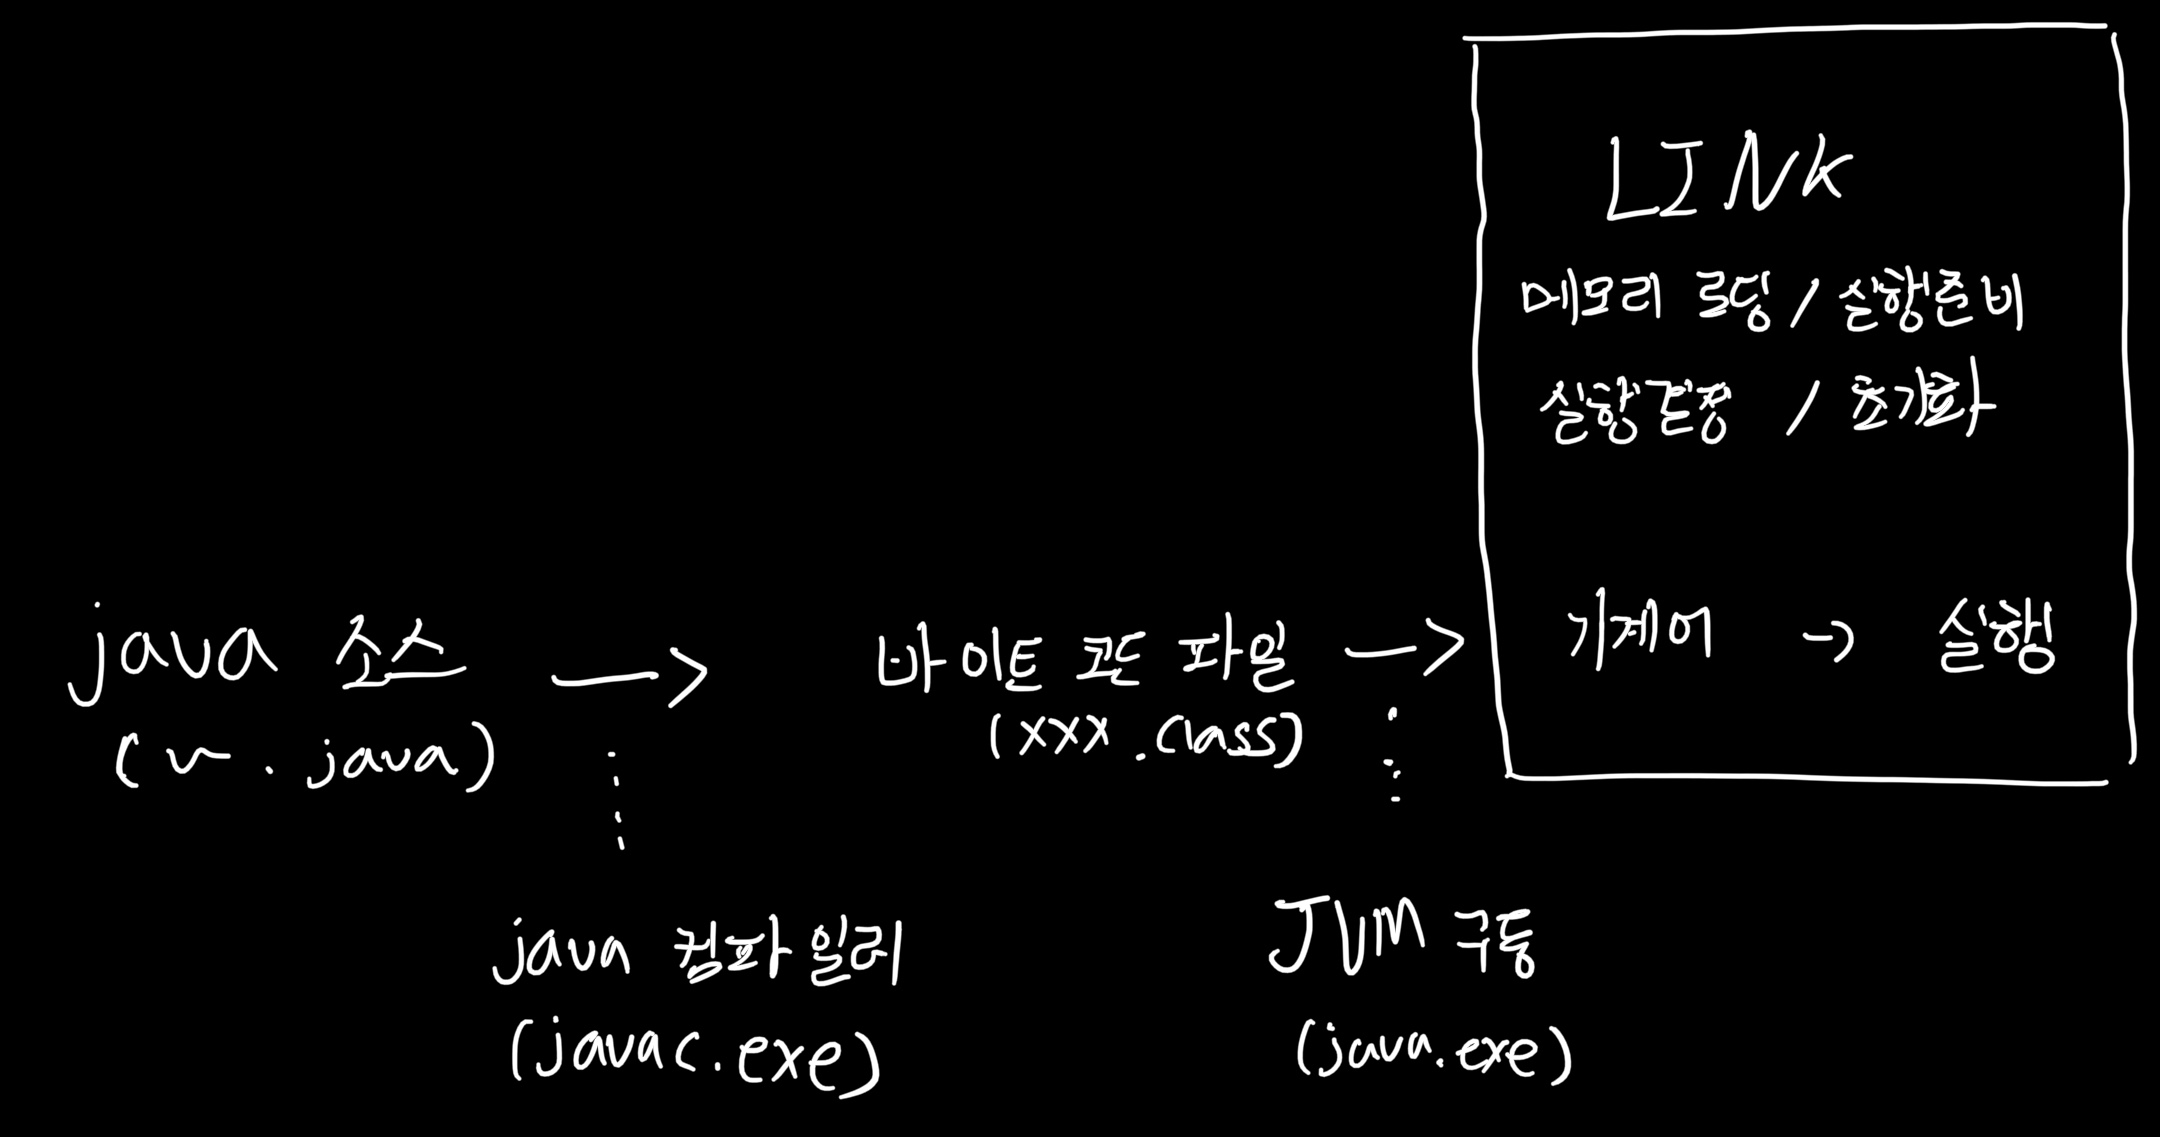 LINK
메모리 로딩 / 실행준비
실행결정 / 초기화
java 소스 → 바이트 코드 파일 → 기계어 → 실행
(~ . java)
(xxx.class)
java 컴파일러
JVM 구동
(javac.exe)
(java.exe)